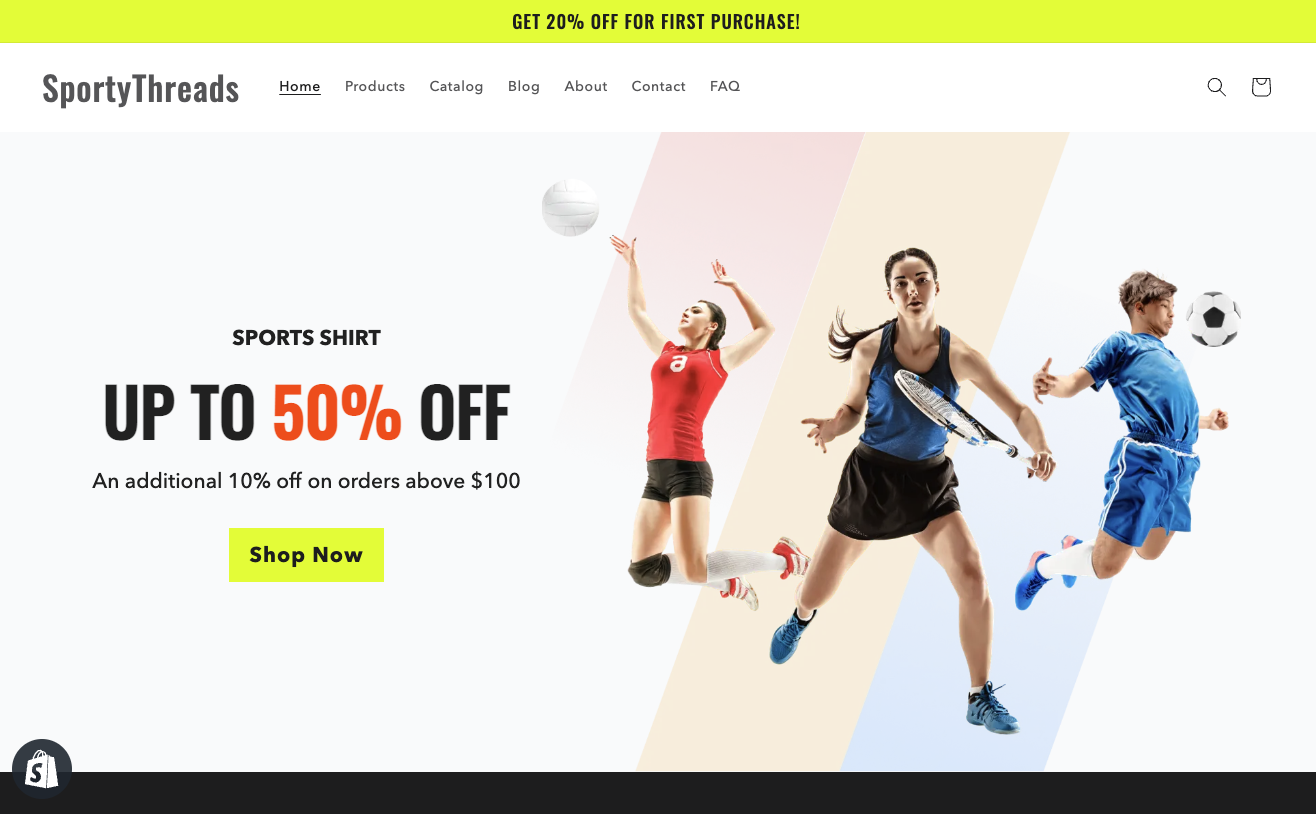 GET 20% OFF FOR FIRST PURCHASE!
SportyThreads
Home Products Catalog Blog About Contact FAQ
SPORTS SHIRT
UP TO 50% OFF
An additional 10% off on orders above $100
Shop Now
a
S